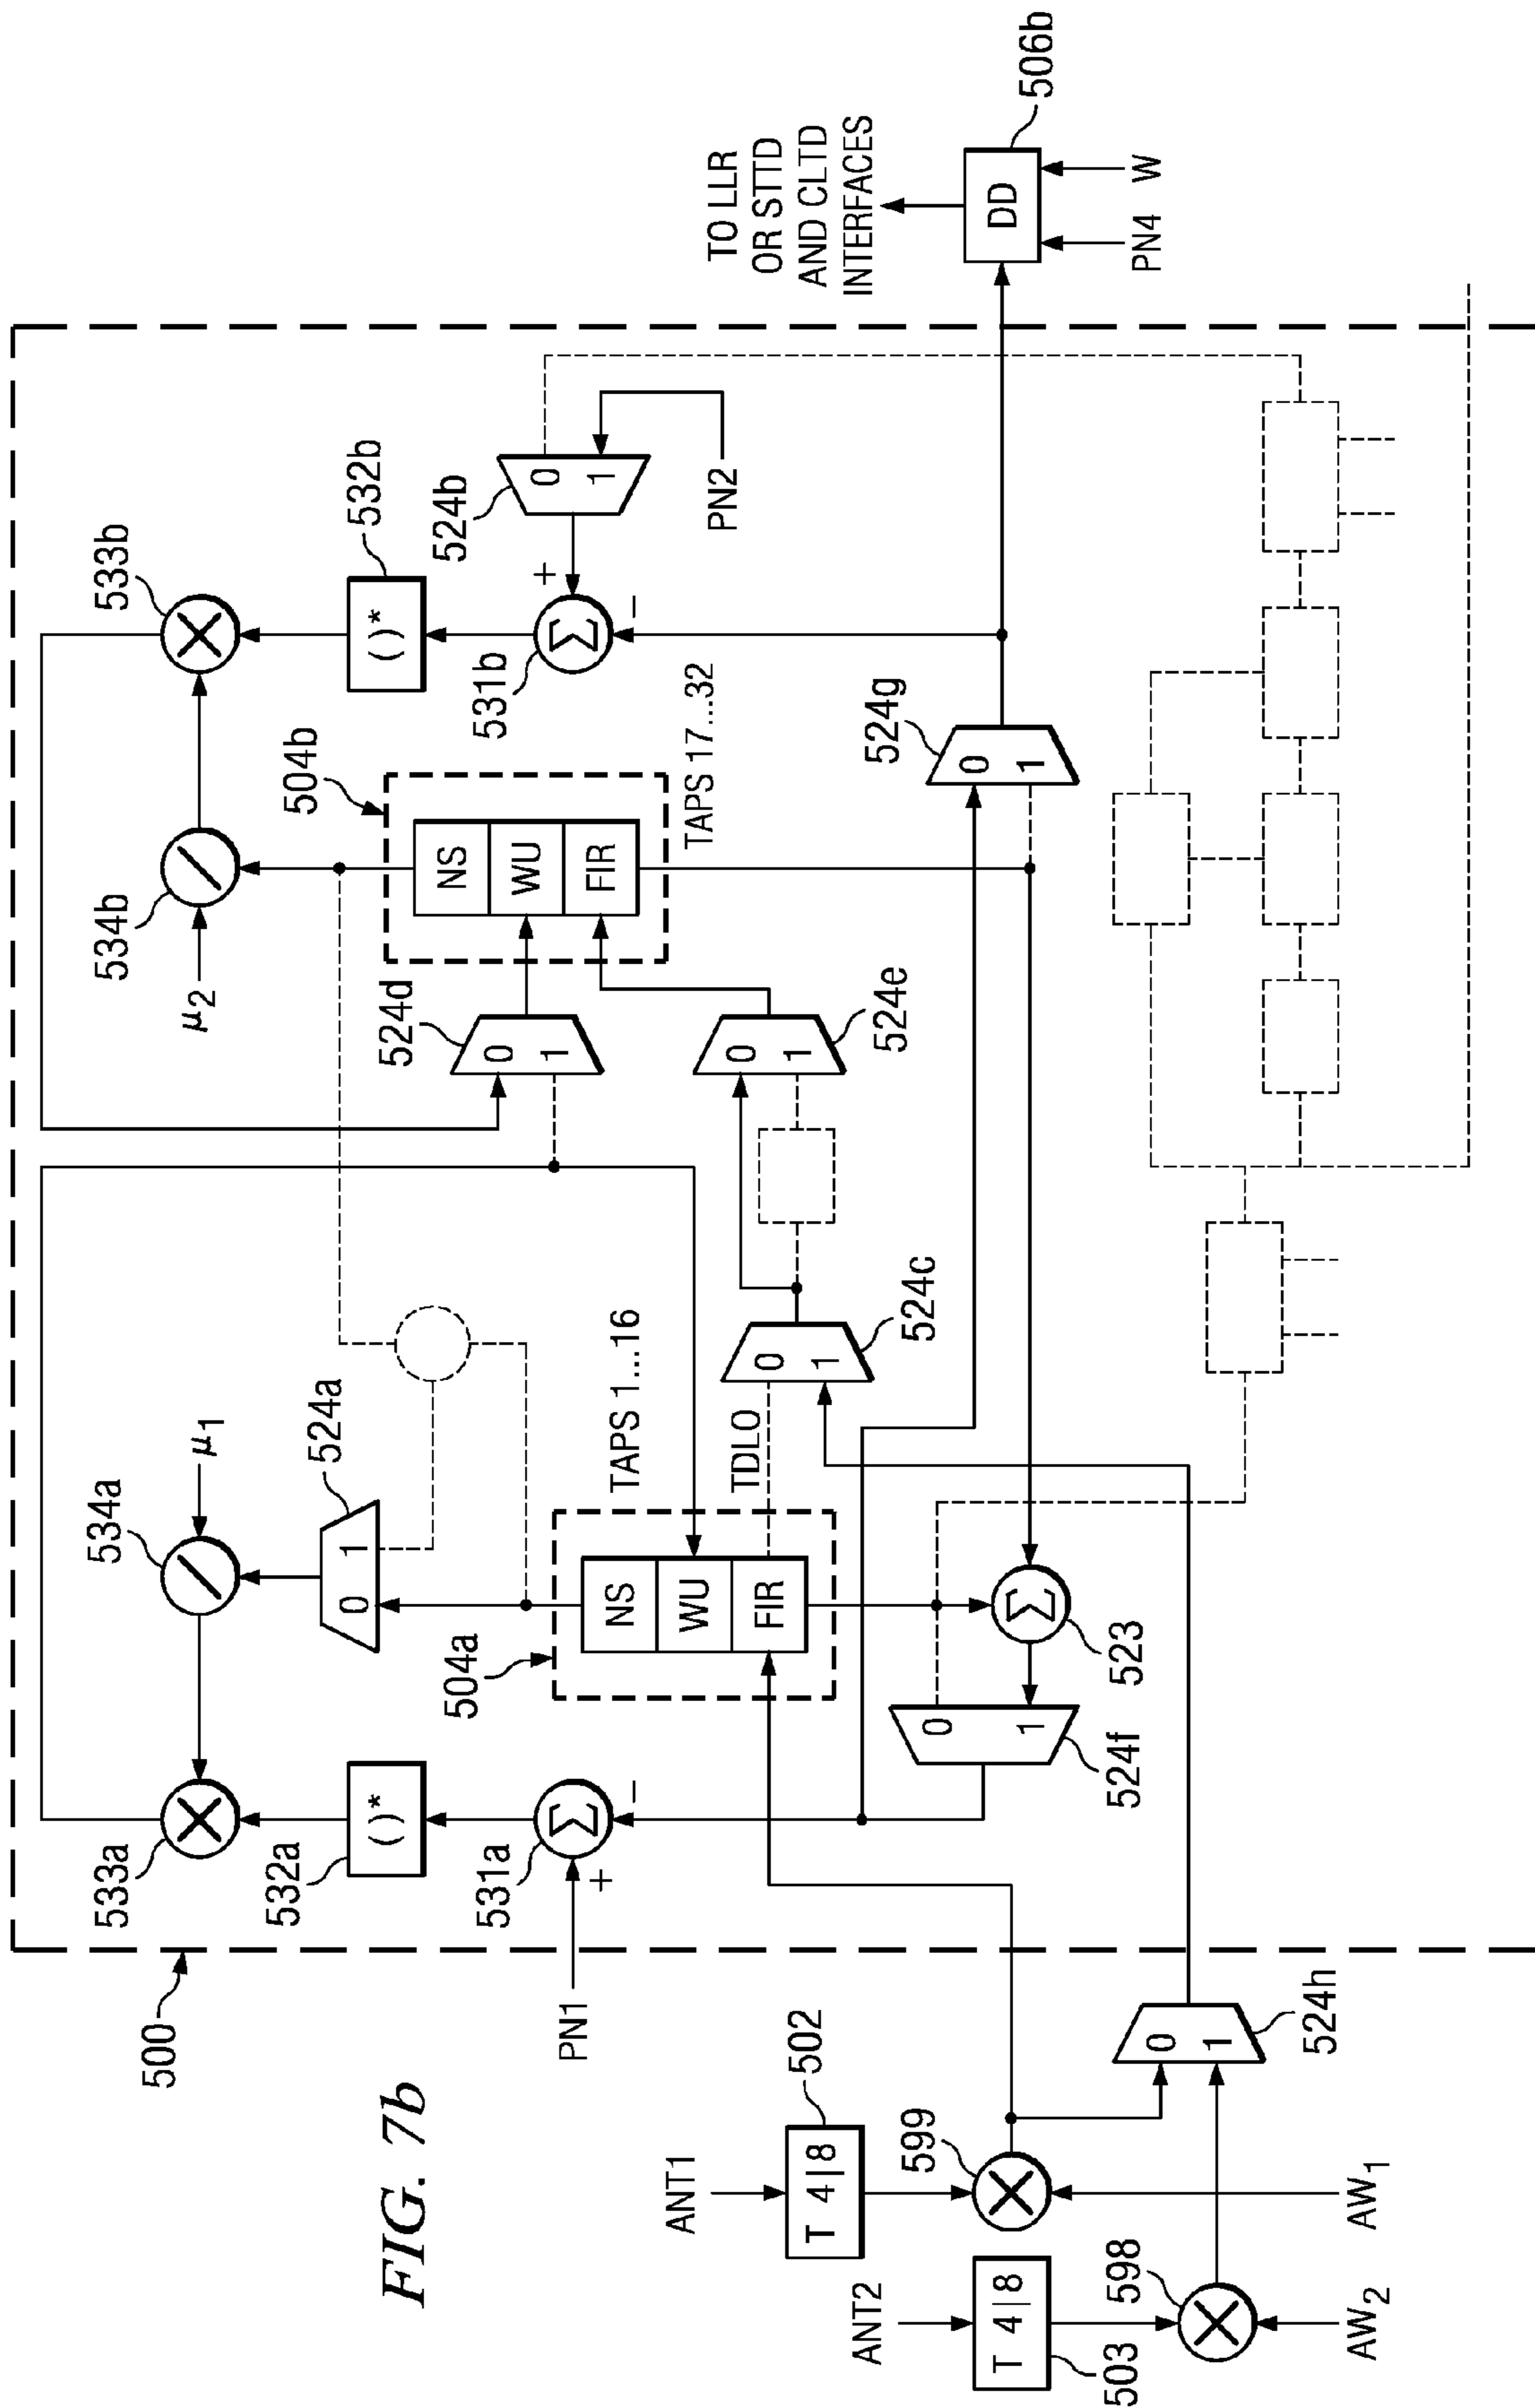 FIG. 7b
500
533a
534a
μ1
533b
534b
μ2
532a
( )*
524a
0
1
532b
( )*
524b
0
1
PN2
531a
Σ
+
−
PN1
531b
Σ
+
−
504a
NS
WU
FIR
TAPS 1...16
TDLO
504b
NS
WU
FIR
TAPS 17...32
524d
0
1
524c
0
1
524e
0
1
524f
0
1
523
Σ
524g
0
1
524h
0
1
ANT1
T 4|8
502
599
AW1
ANT2
T 4|8
503
598
AW2
TO LLR
OR STTD
AND CLTD
INTERFACES
DD
506b
PN4
W